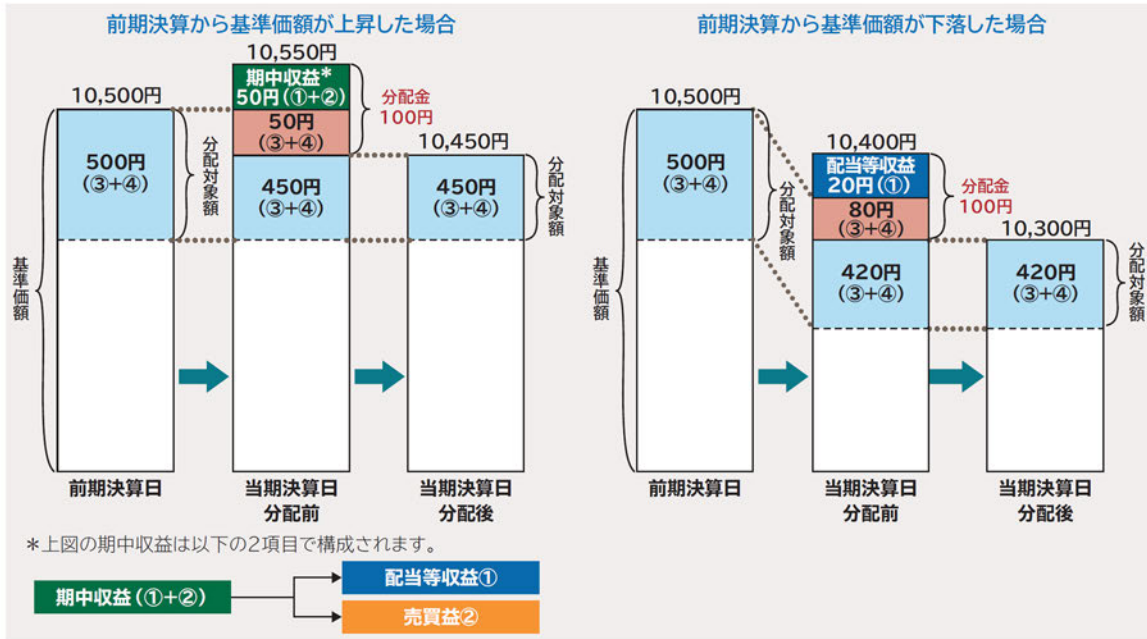 前期決算から基準価額が上昇した場合
10,500円
500円
(③+④)
分配対象額
基準価額
前期決算日
10,550円
期中収益*
50円(①+②)
50円
(③+④)
450円
(③+④)
分配金
100円
当期決算日
分配前
10,450円
450円
(③+④)
分配対象額
当期決算日
分配後
前期決算から基準価額が下落した場合
10,500円
500円
(③+④)
分配対象額
基準価額
前期決算日
10,400円
配当等収益
20円(①)
80円
(③+④)
420円
(③+④)
分配金
100円
当期決算日
分配前
10,300円
420円
(③+④)
分配対象額
当期決算日
分配後
*上図の期中収益は以下の2項目で構成されます。
期中収益(①+②)
配当等収益①
売買益②